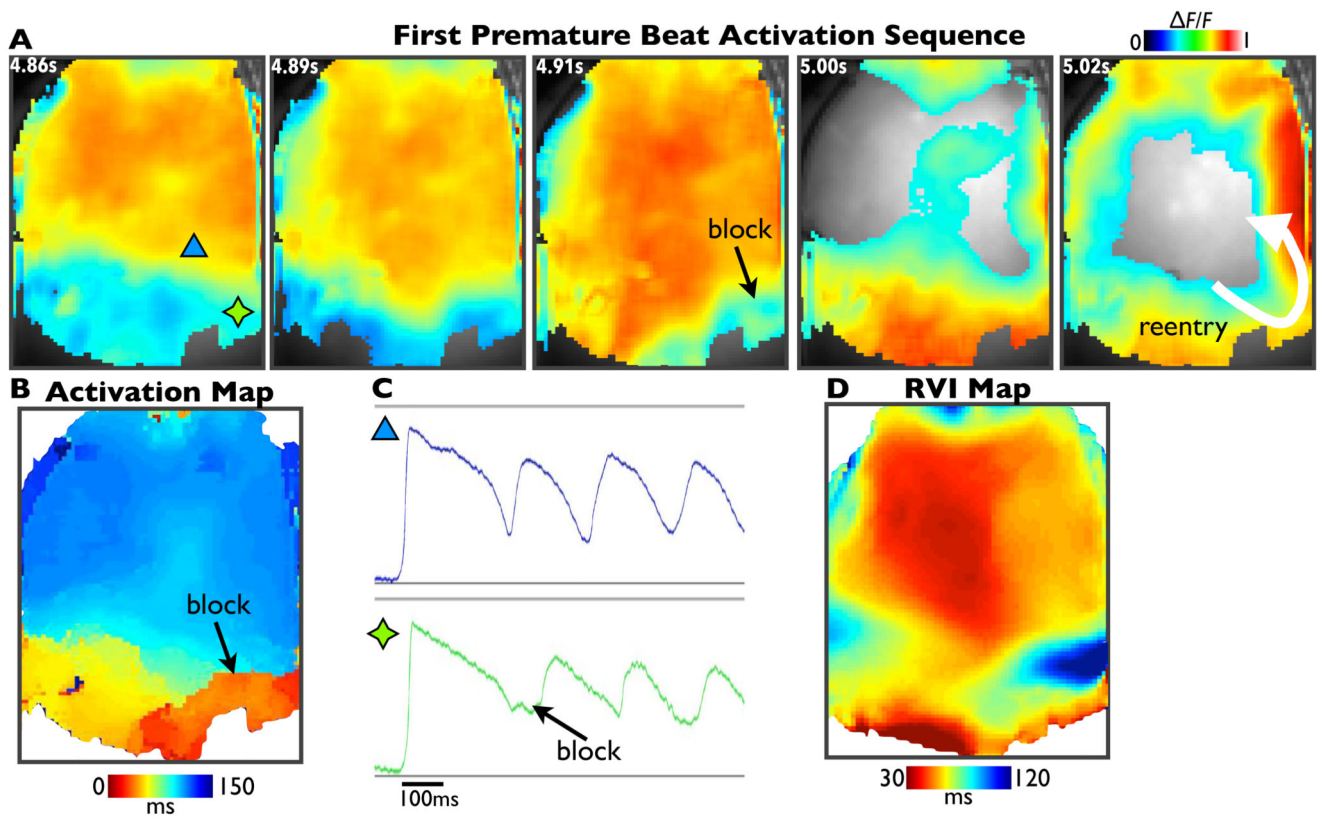 A
First Premature Beat Activation Sequence
ΔF/F
0 1
4.86s
4.89s
4.91s
5.00s
5.02s
block
reentry
B Activation Map
C
D RVI Map
block
block
0 150
ms
100ms
30 120
ms